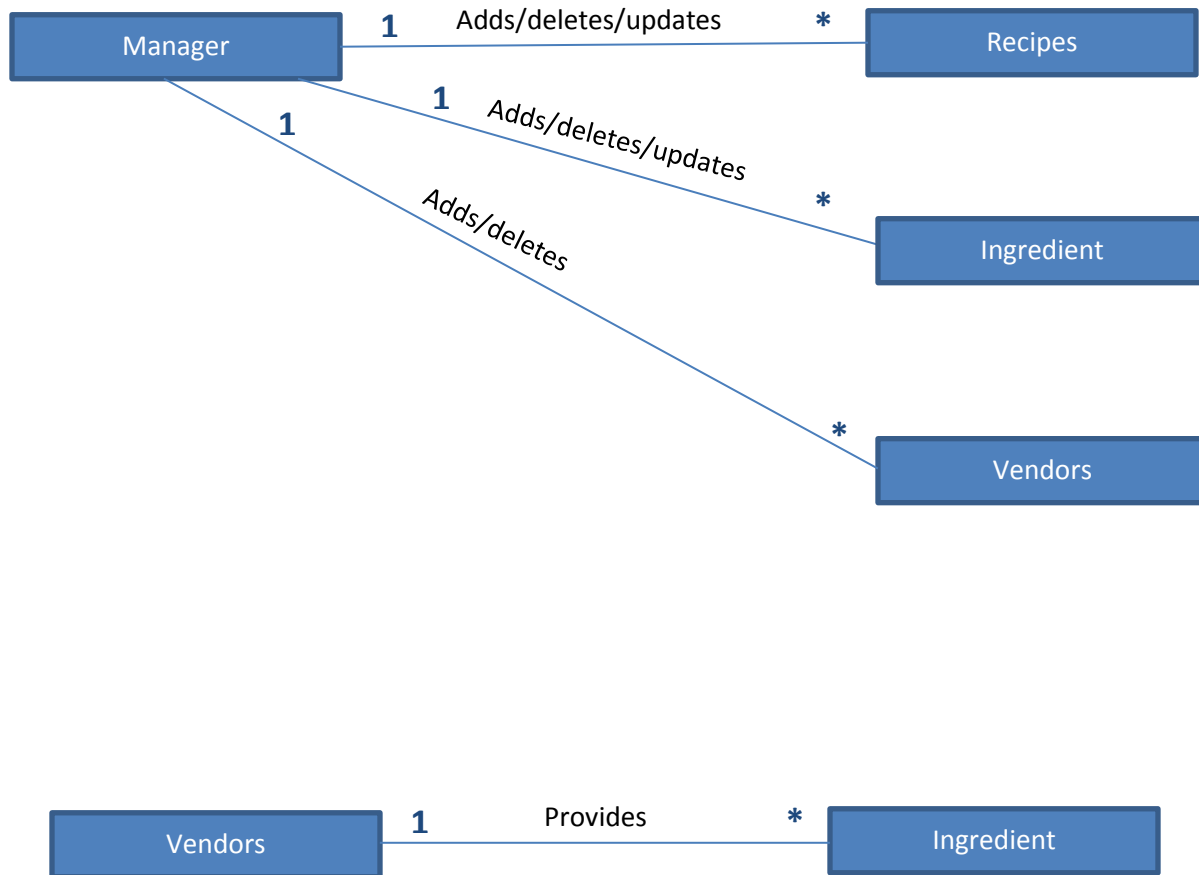 Manager
1
Adds/deletes/updates
*
Recipes
1
Adds/deletes/updates
*
Ingredient
1
Adds/deletes
*
Vendors
Vendors
1
Provides
*
Ingredient